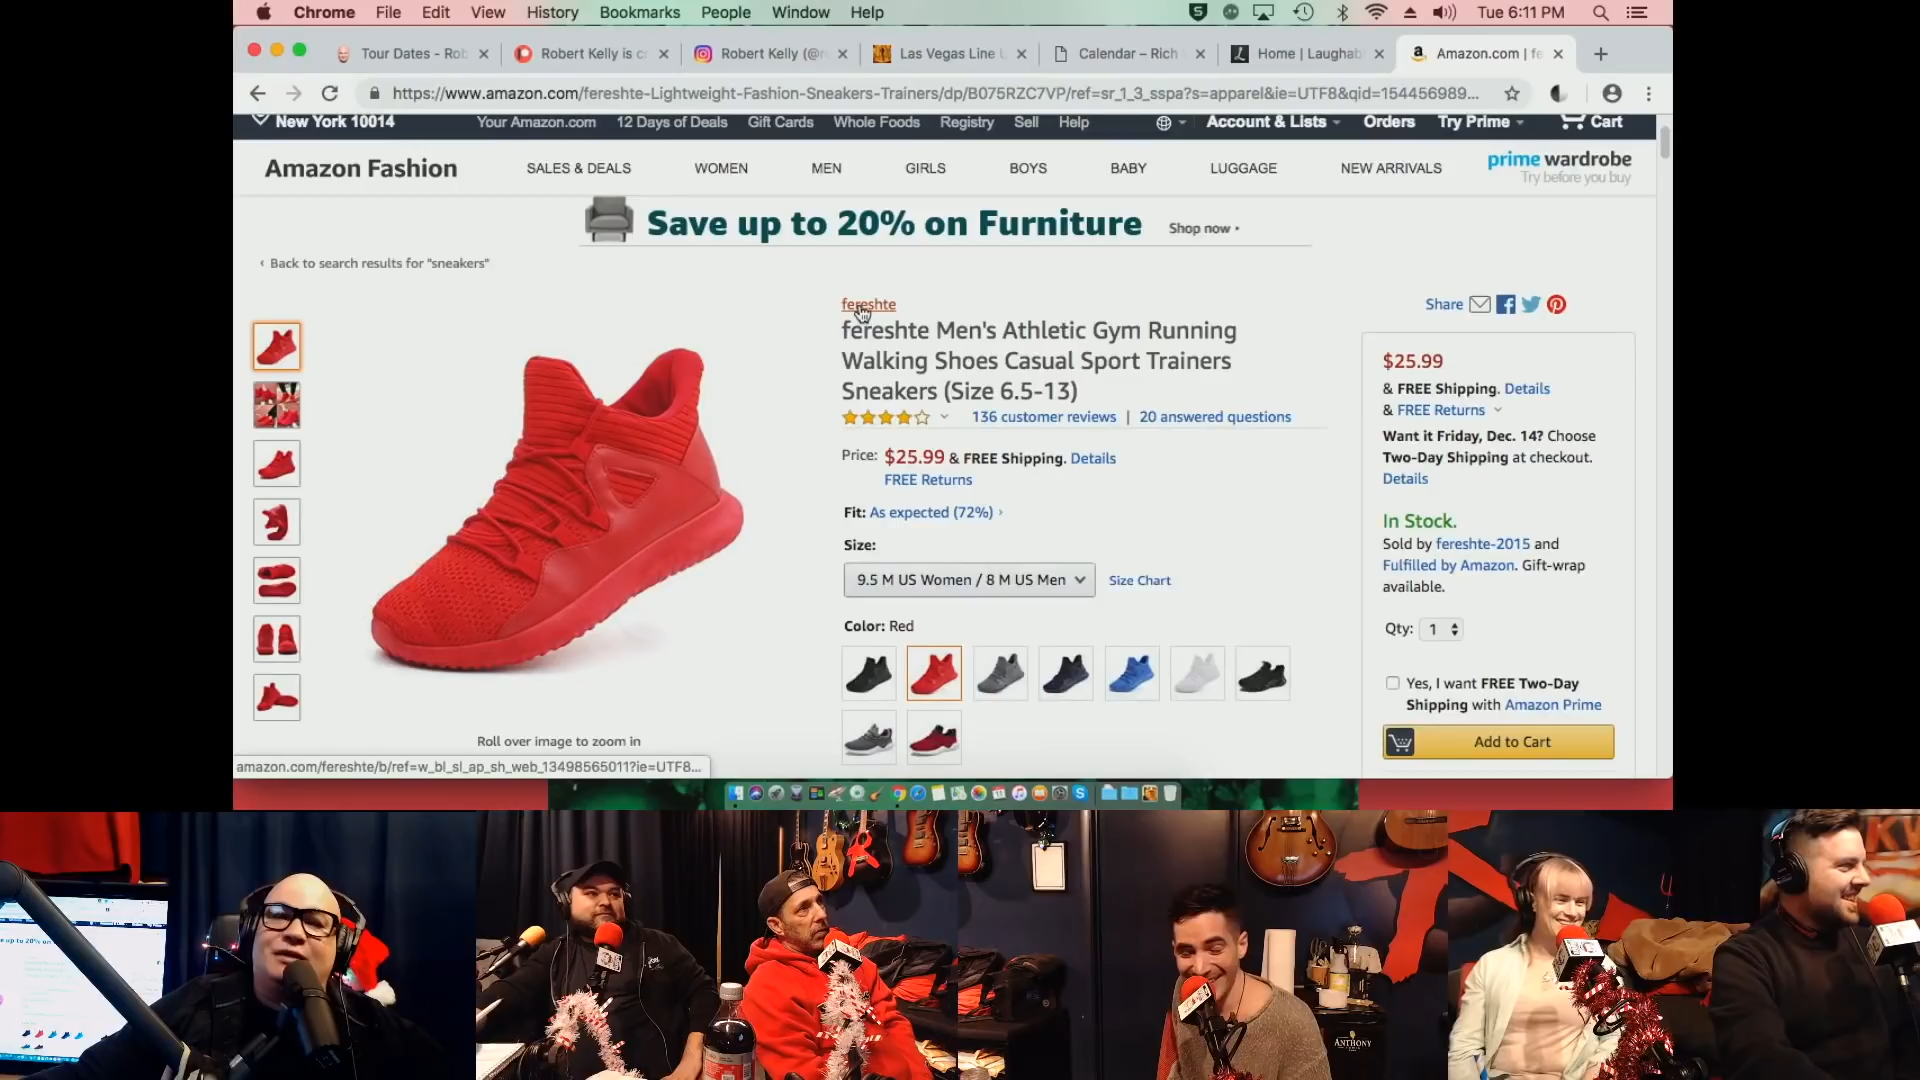 Chrome File Edit View History Bookmarks People Window Help Tue 6:11 PM
Tour Dates - Rob Robert Kelly is cr Robert Kelly (@r Las Vegas Line U Calendar – Rich Home | Laughab Amazon.com | fe
https://www.amazon.com/fereshte-Lightweight-Fashion-Sneakers-Trainers/dp/B075RZC7VP/ref=sr_1_3_sspa?s=apparel&ie=UTF8&qid=154456989...
New York 10014 Your Amazon.com 12 Days of Deals Gift Cards Whole Foods Registry Sell Help Account & Lists Orders Try Prime Cart
Amazon Fashion SALES & DEALS WOMEN MEN GIRLS BOYS BABY LUGGAGE NEW ARRIVALS prime wardrobe
Try before you buy
Save up to 20% on Furniture Shop now
‹ Back to search results for "sneakers"
fereshte
fereshte Men's Athletic Gym Running
Walking Shoes Casual Sport Trainers
Sneakers (Size 6.5-13)
136 customer reviews | 20 answered questions
Price: $25.99 & FREE Shipping. Details
FREE Returns
Fit: As expected (72%) ›
Size:
9.5 M US Women / 8 M US Men Size Chart
Color: Red
Roll over image to zoom in
Share
$25.99
& FREE Shipping. Details
& FREE Returns
Want it Friday, Dec. 14? Choose
Two-Day Shipping at checkout.
Details
In Stock.
Sold by fereshte-2015 and
Fulfilled by Amazon. Gift-wrap
available.
Qty: 1
Yes, I want FREE Two-Day
Shipping with Amazon Prime
Add to Cart
amazon.com/fereshte/b/ref=w_bl_sl_ap_sh_web_13498565011?ie=UTF8...
ANTHONY